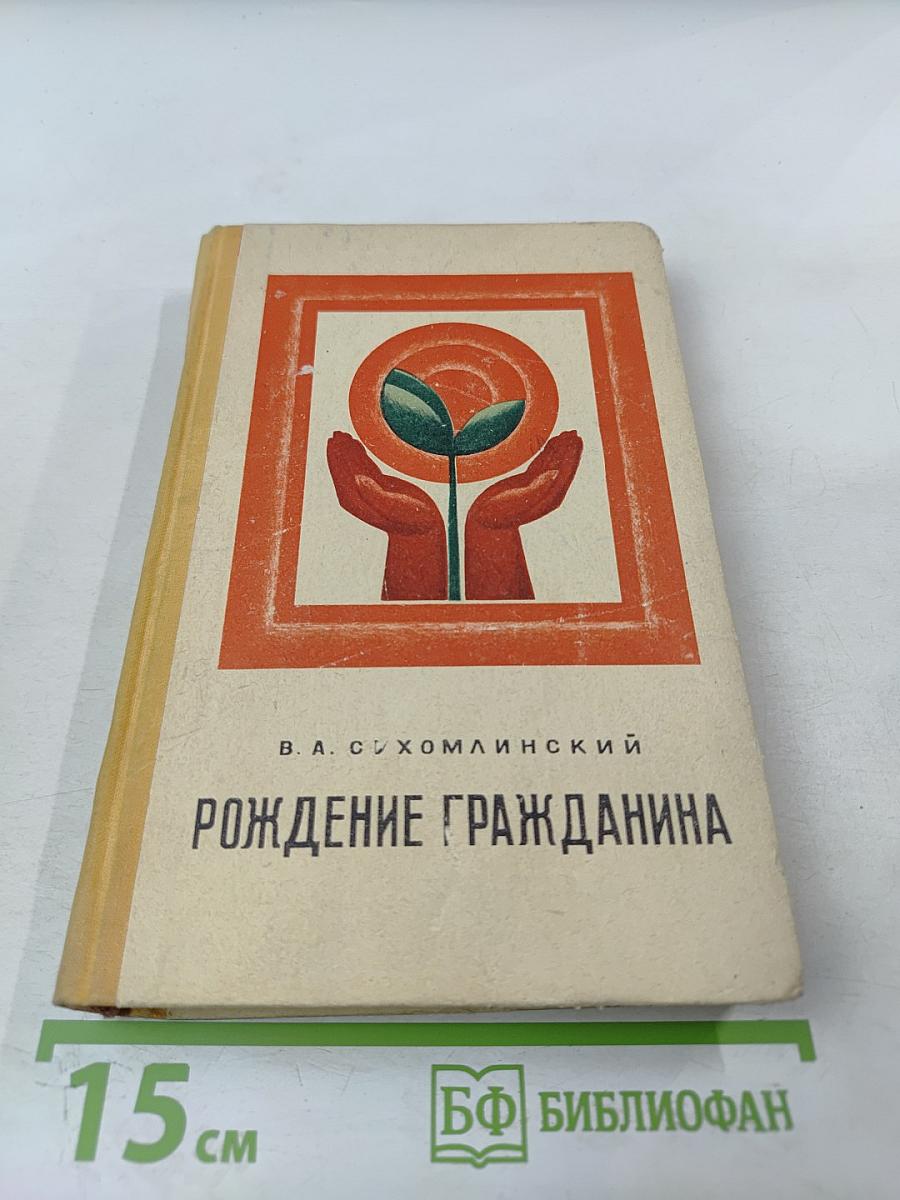 В. А. СУХОМЛИНСКИЙ
РОЖДЕНИЕ ГРАЖДАНИНА
15 см
БФ БИБЛИОФАН